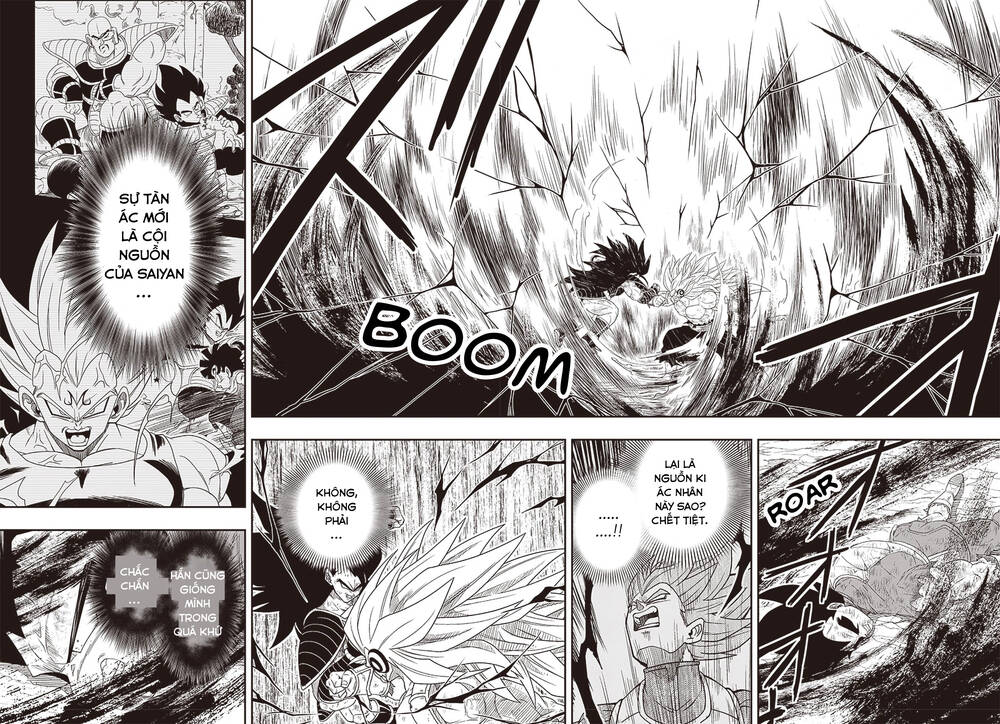 BOOM
ROAR
LẠI LÀ
NGUỒN KI
ÁC NHÂN
NÀY SAO?
CHẾT TIỆT.
.....
....!!
KHÔNG,
KHÔNG
PHẢI
...
SỰ TÀN
ÁC MỚI
LÀ CỘI
NGUỒN
CỦA SAIYAN
...
HẮN CŨNG
GIỐNG
MÌNH
TRONG
QUÁ KHỨ
CHẮC
CHẮN
...